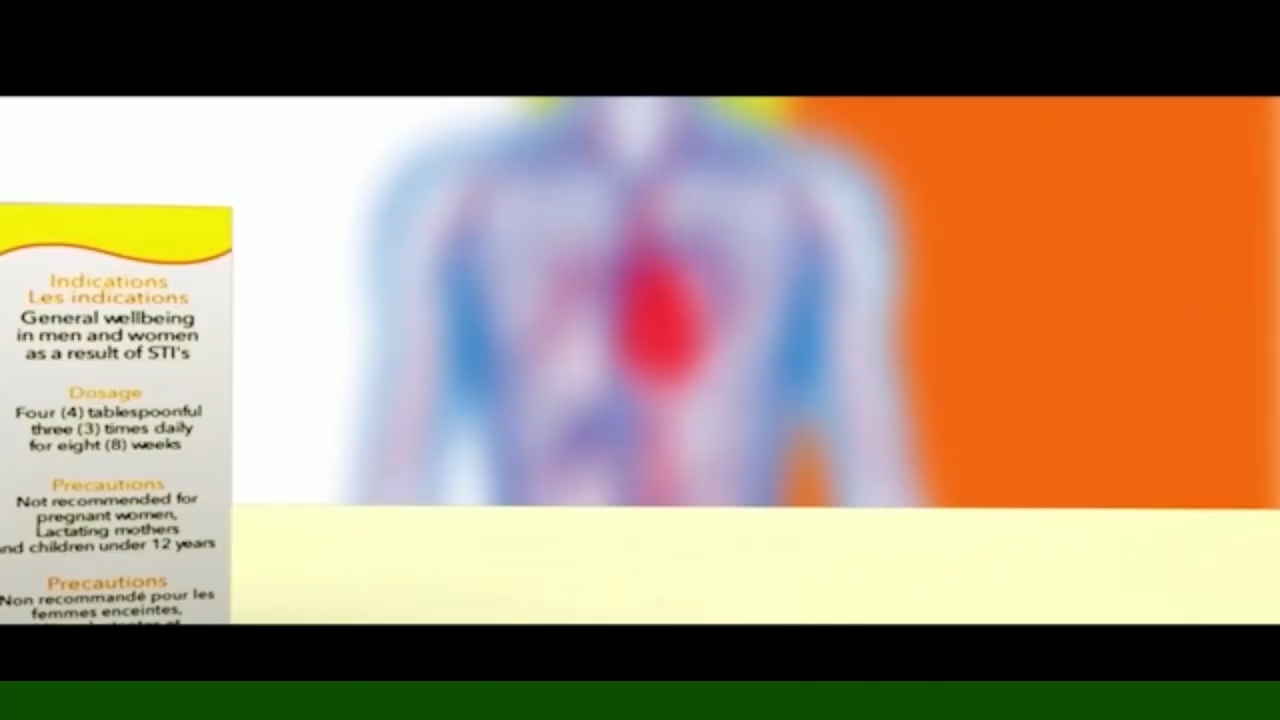 Indications
Les indications
General wellbeing
in men and women
as a result of STI's
Dosage
Four (4) tablespoonful
three (3) times daily
for eight (8) weeks
Precautions
Not recommended for
pregnant women,
Lactating mothers
nd children under 12 years
Precautions
Non recommandé pour les
femmes enceintes,